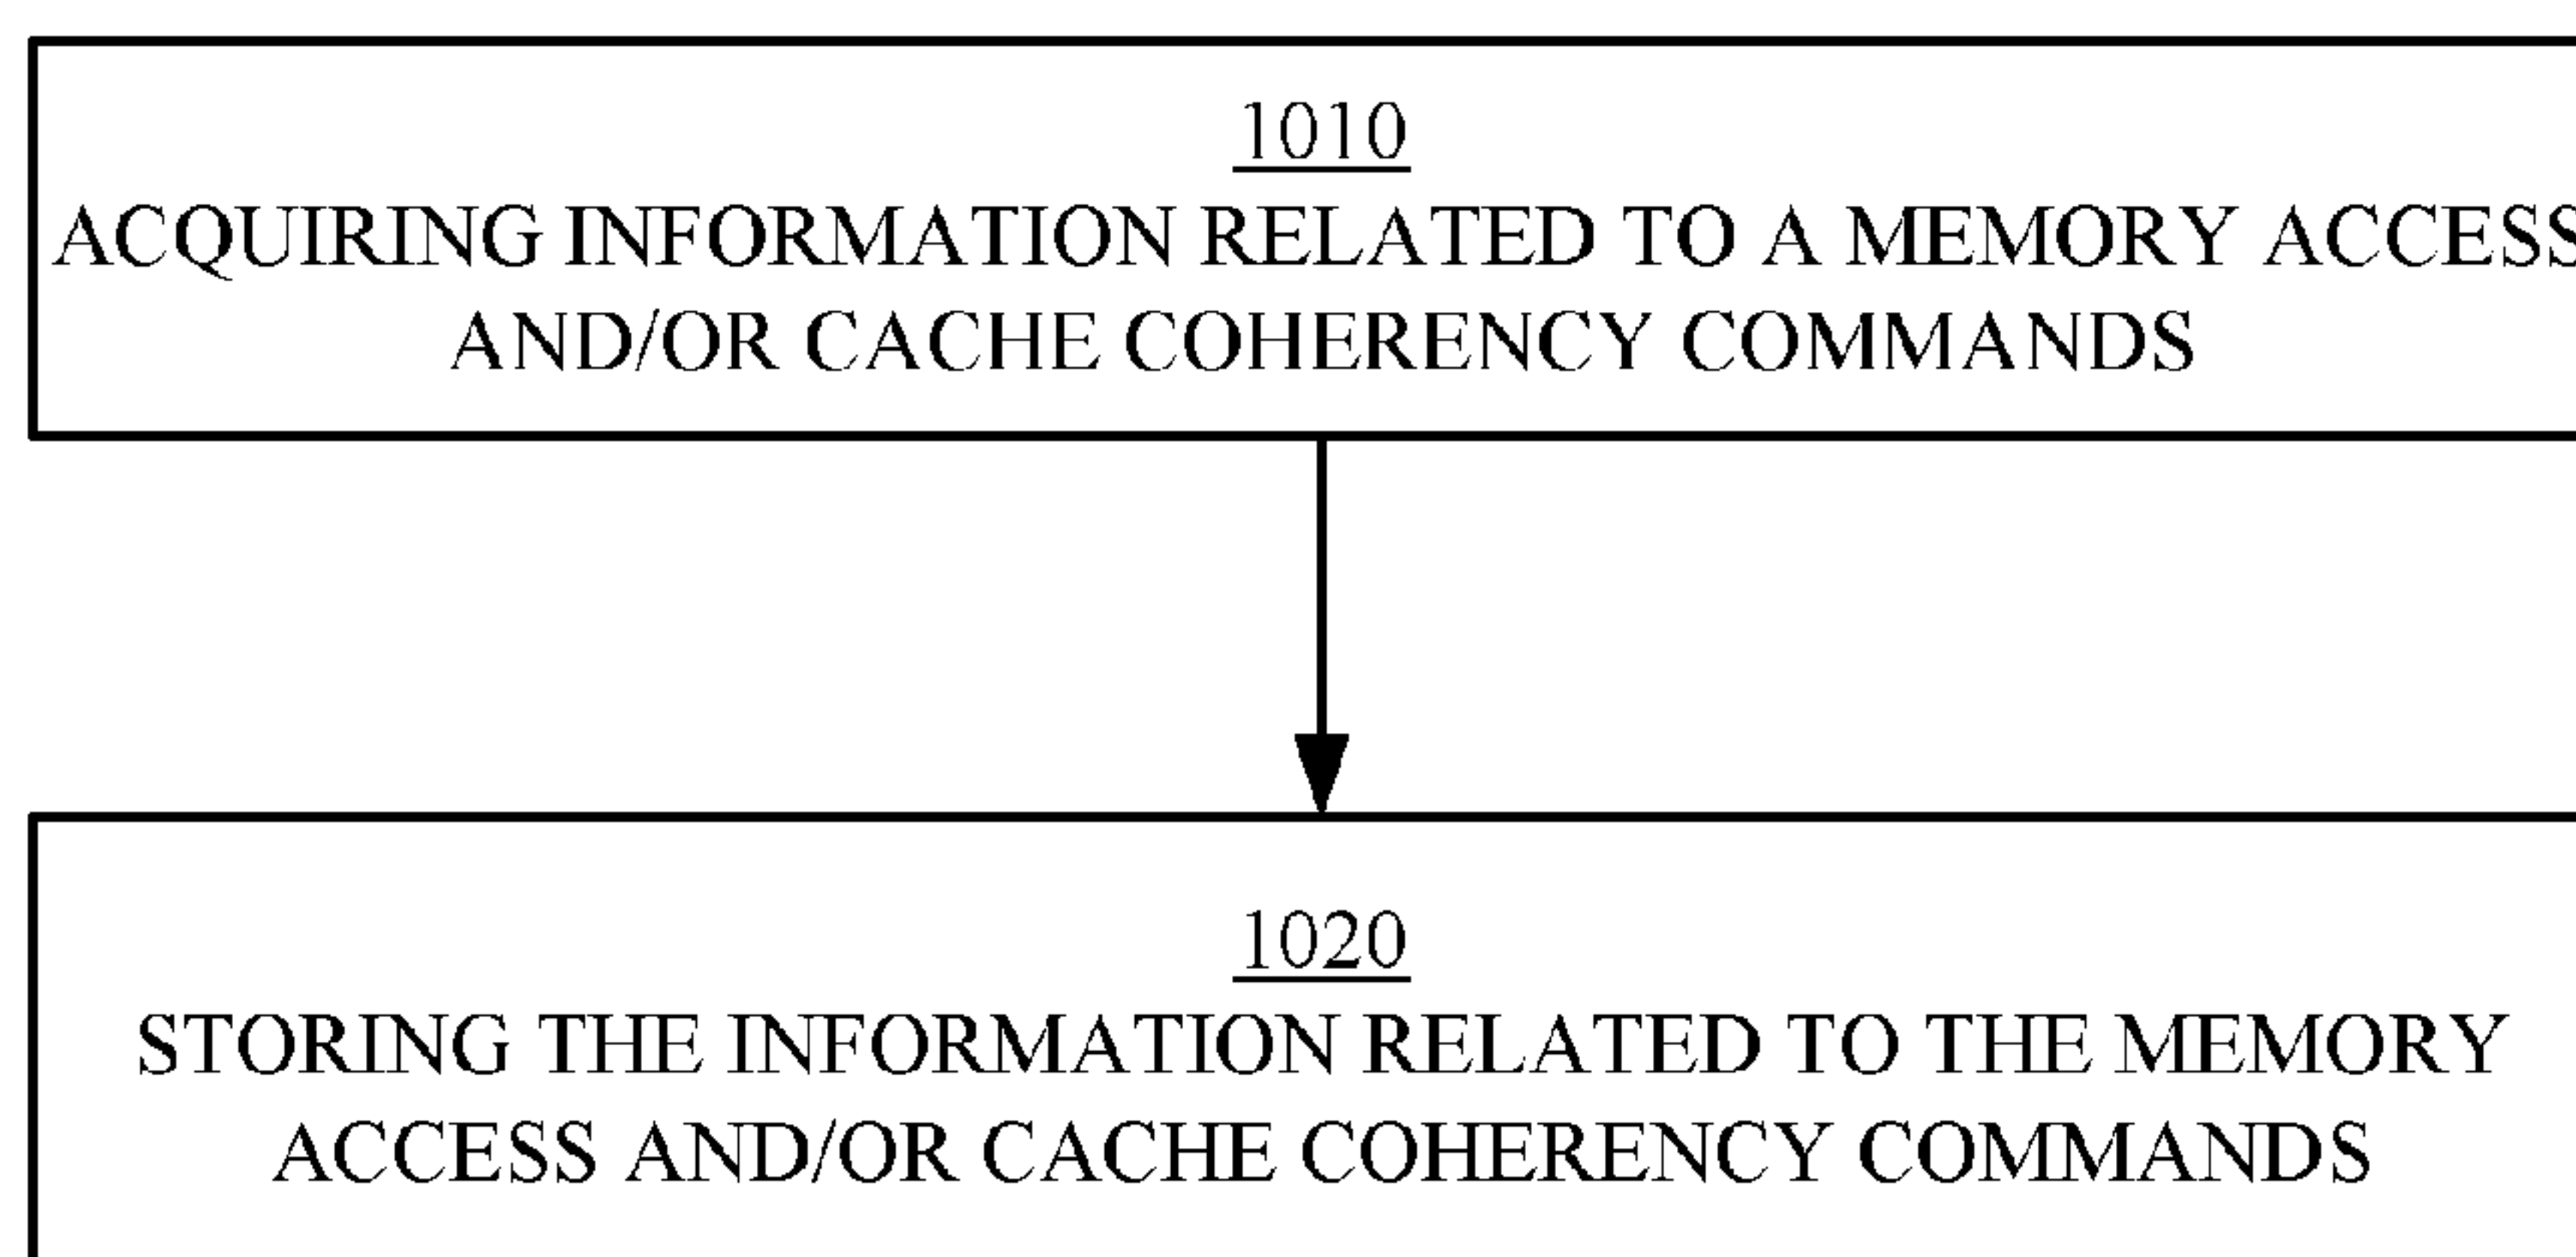 1010
ACQUIRING INFORMATION RELATED TO A MEMORY ACCESS
AND/OR CACHE COHERENCY COMMANDS
1020
STORING THE INFORMATION RELATED TO THE MEMORY
ACCESS AND/OR CACHE COHERENCY COMMANDS